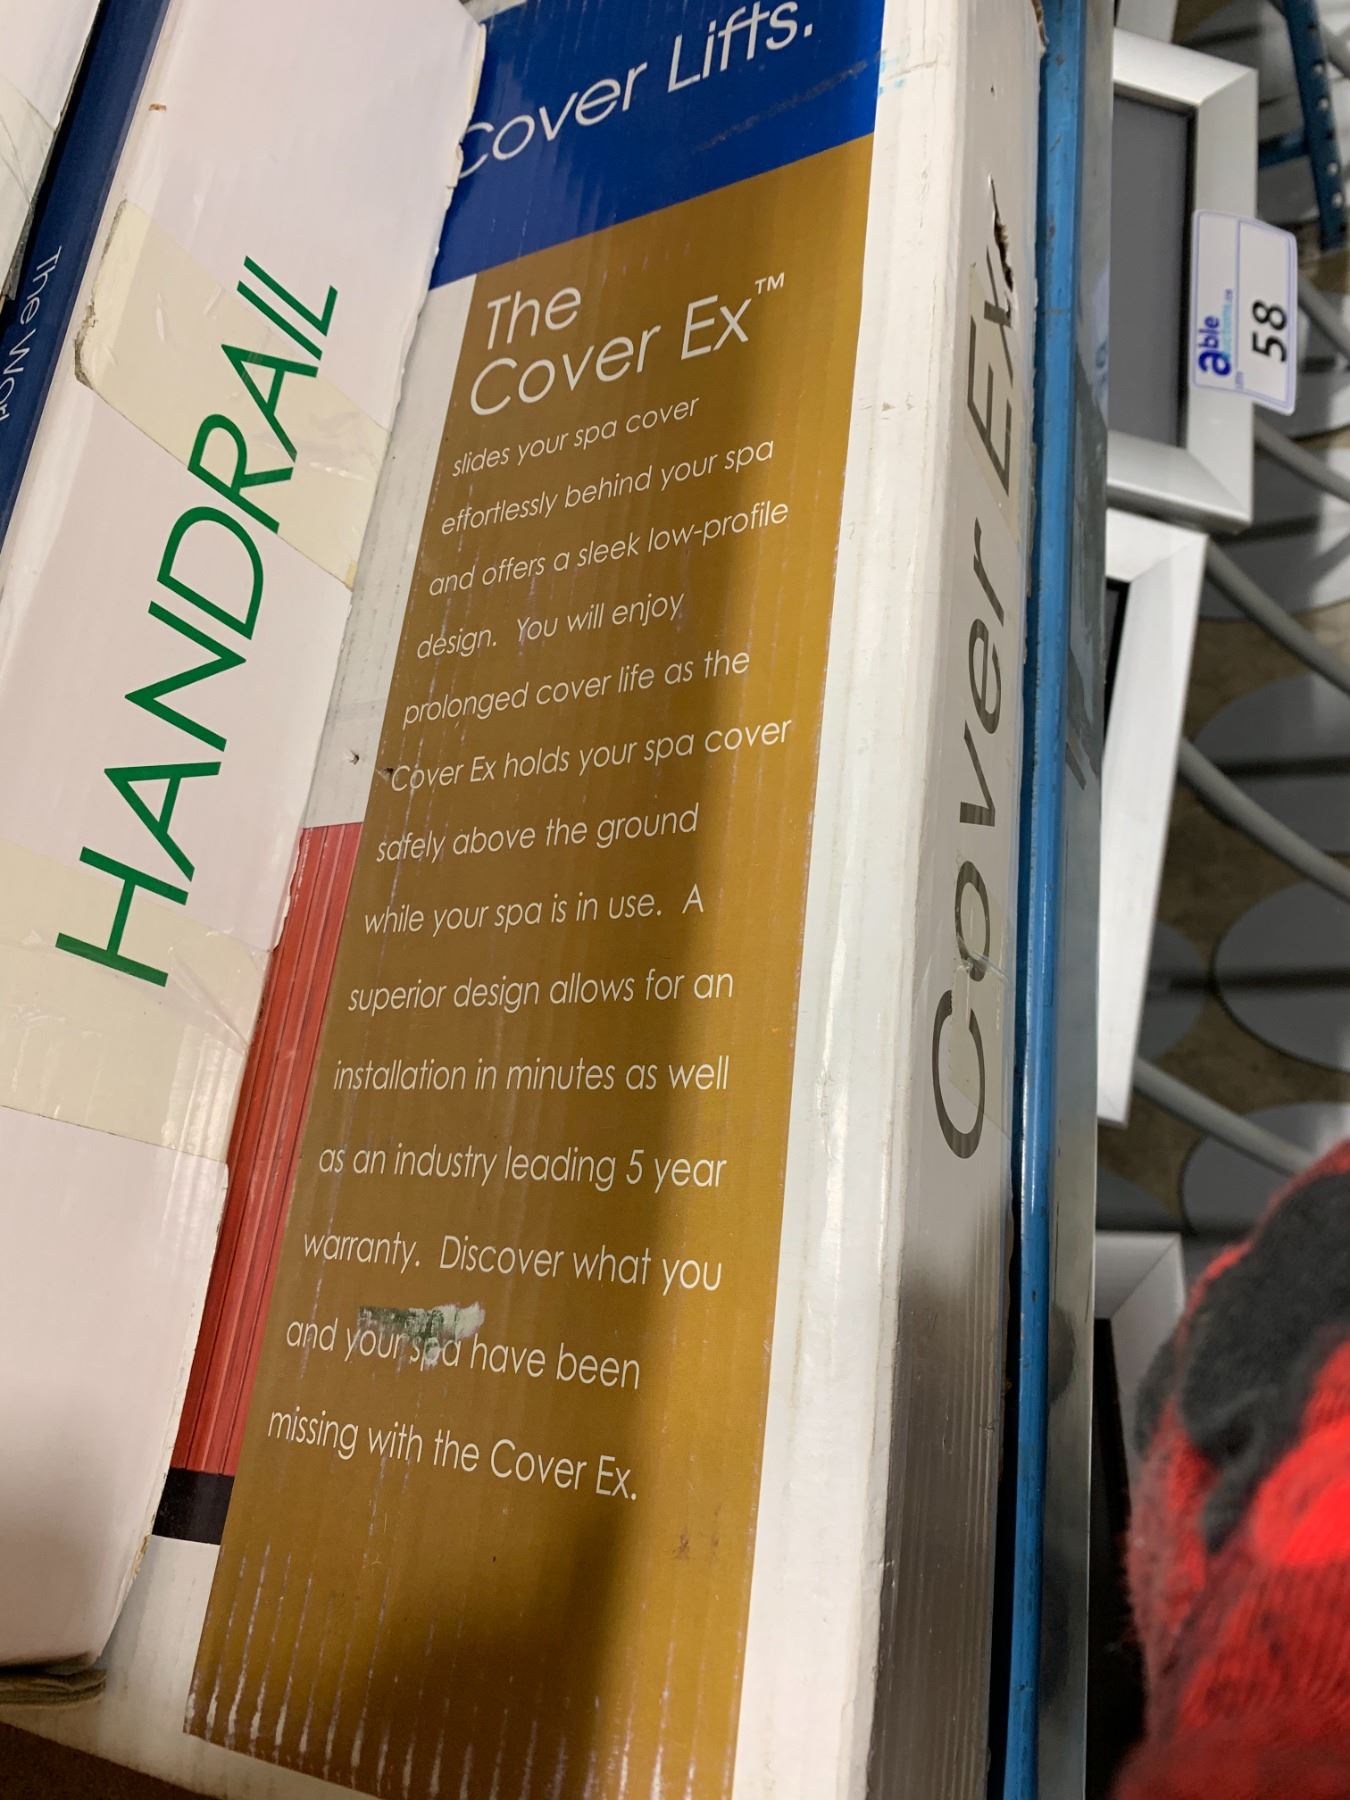 The Wor
HANDRAIL
Cover Lifts.
The
Cover Ex™
slides your spa cover
effortlessly behind your spa
and offers a sleek low-profile
design. You will enjoy
prolonged cover life as the
Cover Ex holds your spa cover
safely above the ground
while your spa is in use. A
superior design allows for an
installation in minutes as well
as an industry leading 5 year
warranty. Discover what you
and your spa have been
missing with the Cover Ex.
Cover Ex
able
58